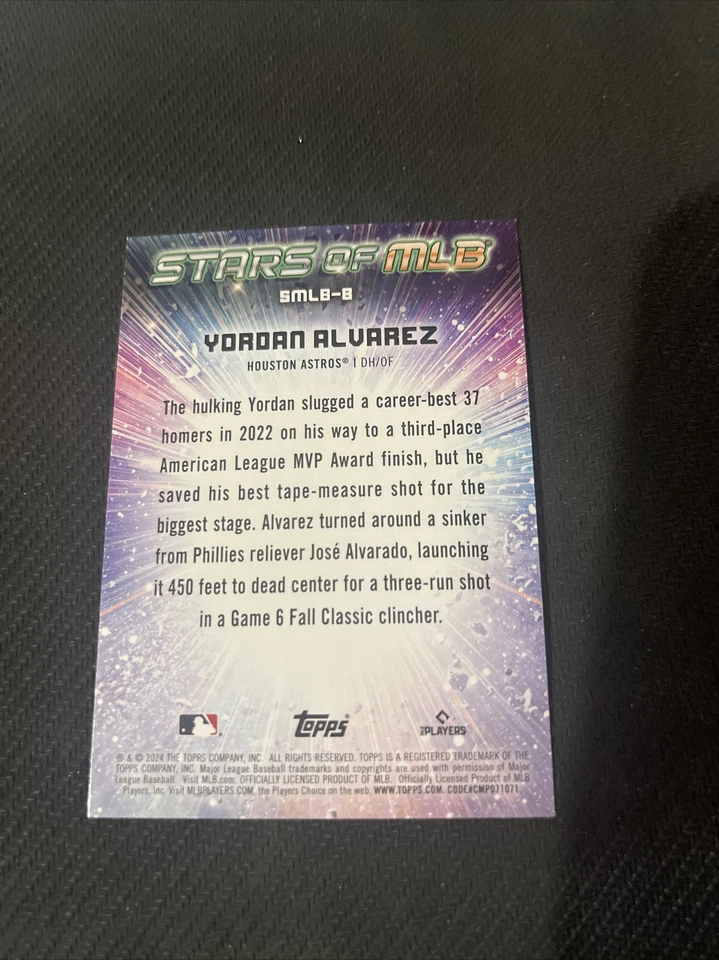 STARS OF MLB®
SMLB-8
YORDAN ALVAREZ
HOUSTON ASTROS® | DH/OF
The hulking Yordan slugged a career-best 37
homers in 2022 on his way to a third-place
American League MVP Award finish, but he
saved his best tape-measure shot for the
biggest stage. Alvarez turned around a sinker
from Phillies reliever José Alvarado, launching
it 450 feet to dead center for a three-run shot
in a Game 6 Fall Classic clincher.
topps®
MLB PLAYERS
® & © 2024 THE TOPPS COMPANY, INC. ALL RIGHTS RESERVED. TOPPS IS A REGISTERED TRADEMARK OF THE
TOPPS COMPANY, INC. Major League Baseball trademarks and copyrights are used with permission of Major
League Baseball. Visit MLB.com. OFFICIALLY LICENSED PRODUCT OF MLB. Officially Licensed Product of MLB
Players, Inc. Visit MLBPLAYERS.COM, the Players Choice on the web. WWW.TOPPS.COM. CODE#CMP071071.